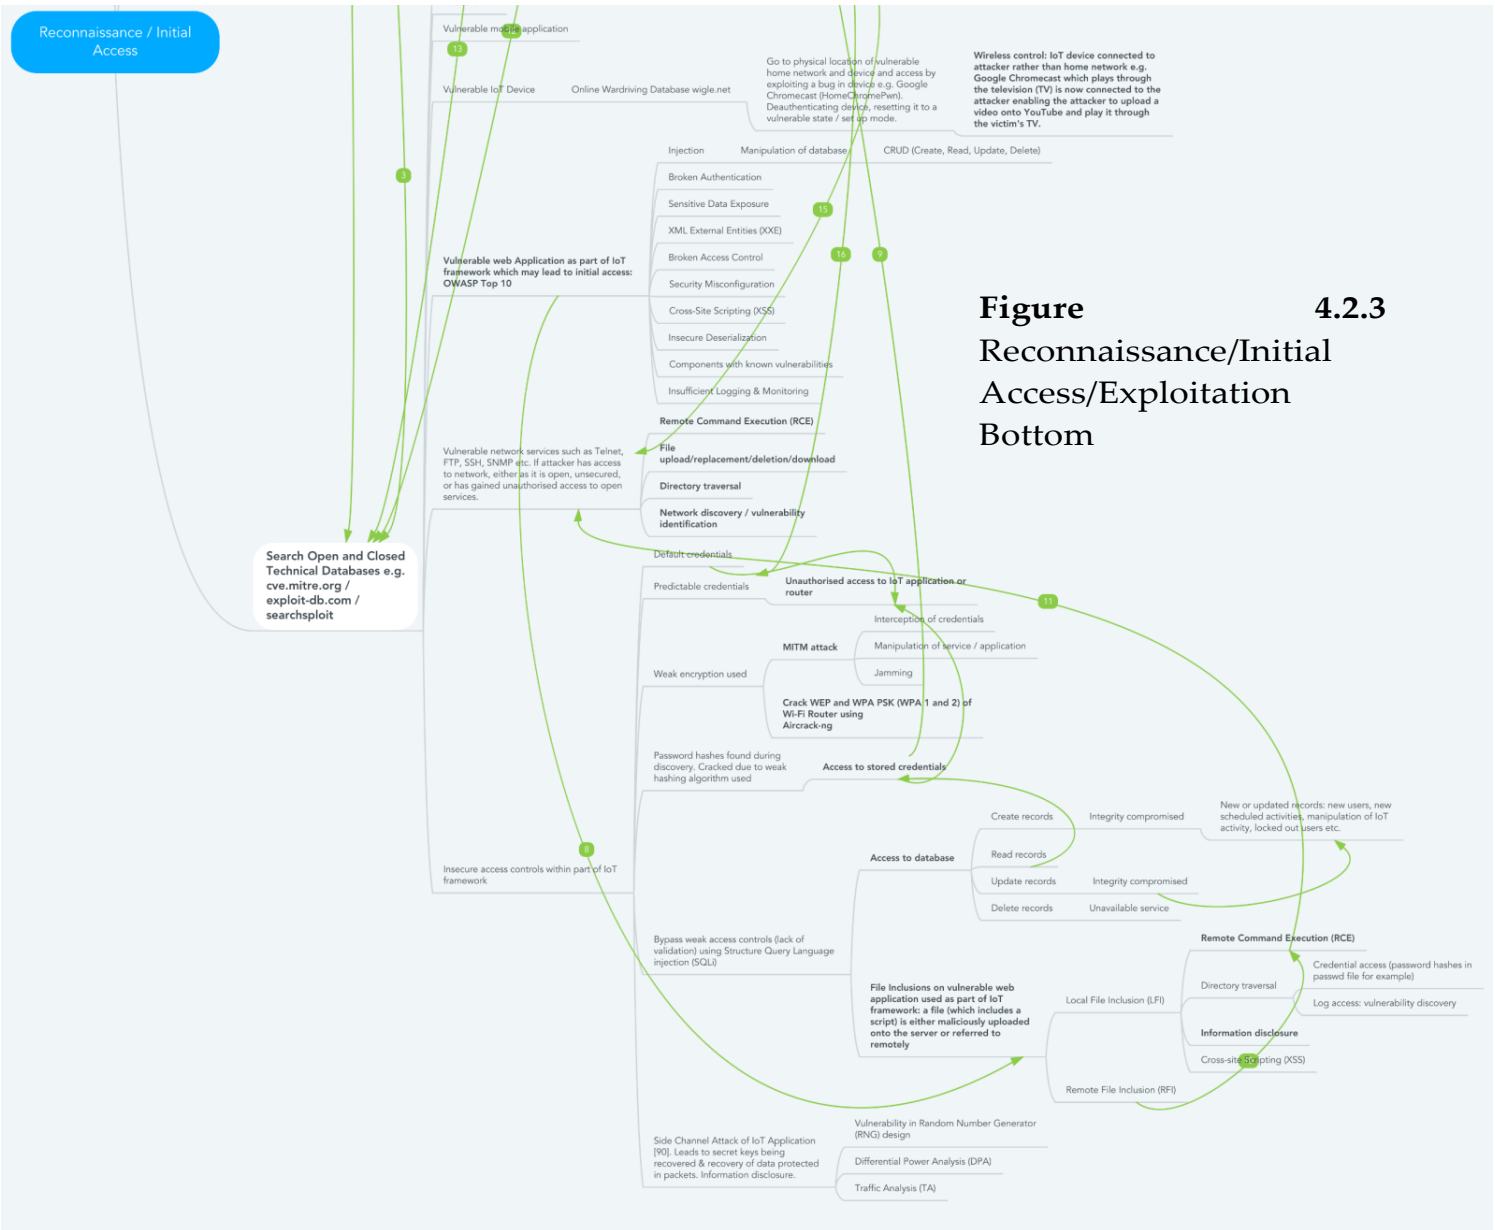 Reconnaissance / Initial
Access
Vulnerable mobile application
13
Vulnerable IoT Device
Online Wardriving Database wigle.net
Go to physical location of vulnerable
home network and device and access by
exploiting a bug in device e.g. Google
Chromecast (HomeChromePwn).
Deauthenticating device, resetting it to a
vulnerable state / set up mode.
Wireless control: IoT device connected to
attacker rather than home network e.g.
Google Chromecast which plays through
the television (TV) is now connected to the
attacker enabling the attacker to upload a
video onto YouTube and play it through
the victim's TV.
3
Injection
Manipulation of database
CRUD (Create, Read, Update, Delete)
Broken Authentication
Sensitive Data Exposure
15
XML External Entities (XXE)
Broken Access Control
16
9
Vulnerable web Application as part of IoT
framework which may lead to initial access:
OWASP Top 10
Security Misconfiguration
Cross-Site Scripting (XSS)
Insecure Deserialization
Components with known vulnerabilities
Insufficient Logging & Monitoring
Figure 4.2.3
Reconnaissance/Initial
Access/Exploitation
Bottom
Vulnerable network services such as Telnet,
FTP, SSH, SNMP etc. If attacker has access
to network, either as it is open, unsecured,
or has gained unauthorised access to open
services.
Remote Command Execution (RCE)
File
upload/replacement/deletion/download
Directory traversal
Network discovery / vulnerability
identification
Search Open and Closed
Technical Databases e.g.
cve.mitre.org /
exploit-db.com /
searchsploit
Default credentials
Predictable credentials
Unauthorised access to IoT application or
router
11
Weak encryption used
MITM attack
Interception of credentials
Manipulation of service / application
Jamming
Crack WEP and WPA PSK (WPA 1 and 2) of
Wi-Fi Router using
Aircrack-ng
Password hashes found during
discovery. Cracked due to weak
hashing algorithm used
Access to stored credentials
8
Insecure access controls within part of IoT
framework
Bypass weak access controls (lack of
validation) using Structure Query Language
injection (SQLi)
Access to database
Create records
Integrity compromised
New or updated records: new users, new
scheduled activities, manipulation of IoT
activity, locked out users etc.
Read records
Update records
Integrity compromised
Delete records
Unavailable service
File Inclusions on vulnerable web
application used as part of IoT
framework: a file (which includes a
script) is either maliciously uploaded
onto the server or referred to
remotely
Local File Inclusion (LFI)
Remote Command Execution (RCE)
Directory traversal
Credential access (password hashes in
passwd file for example)
Log access: vulnerability discovery
Information disclosure
Cross-site Scripting (XSS)
Remote File Inclusion (RFI)
Side Channel Attack of IoT Application
[90]. Leads to secret keys being
recovered & recovery of data protected
in packets. Information disclosure.
Vulnerability in Random Number Generator
(RNG) design
Differential Power Analysis (DPA)
Traffic Analysis (TA)